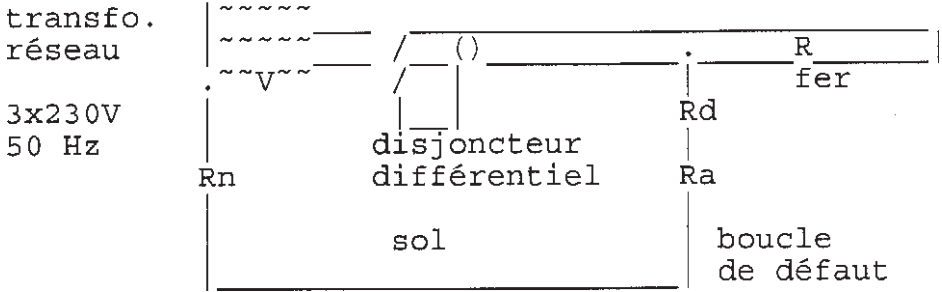 transfo.
réseau
3x230V
50 Hz
V
()
R
fer
Rd
disjoncteur
différentiel
Rn
Ra
sol
boucle
de défaut